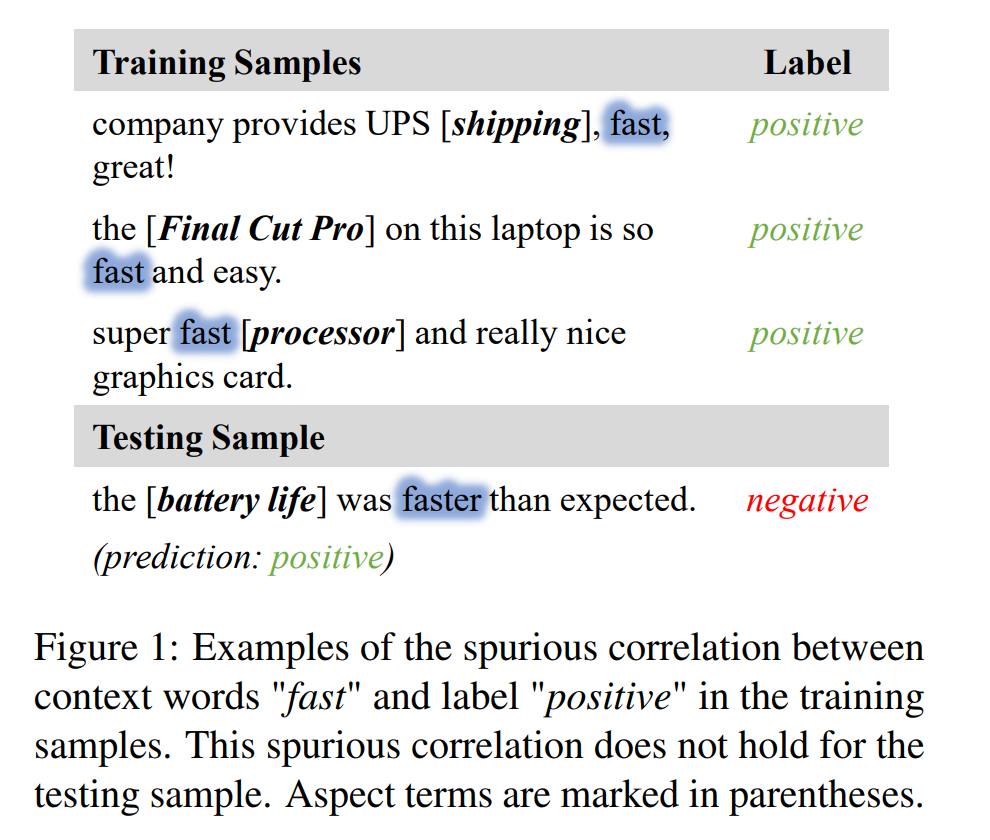 Training Samples Label
company provides UPS [shipping], fast, positive
great!
the [Final Cut Pro] on this laptop is so positive
fast and easy.
super fast [processor] and really nice positive
graphics card.
Testing Sample
the [battery life] was faster than expected. negative
(prediction: positive)
Figure 1: Examples of the spurious correlation between
context words "fast" and label "positive" in the training
samples. This spurious correlation does not hold for the
testing sample. Aspect terms are marked in parentheses.